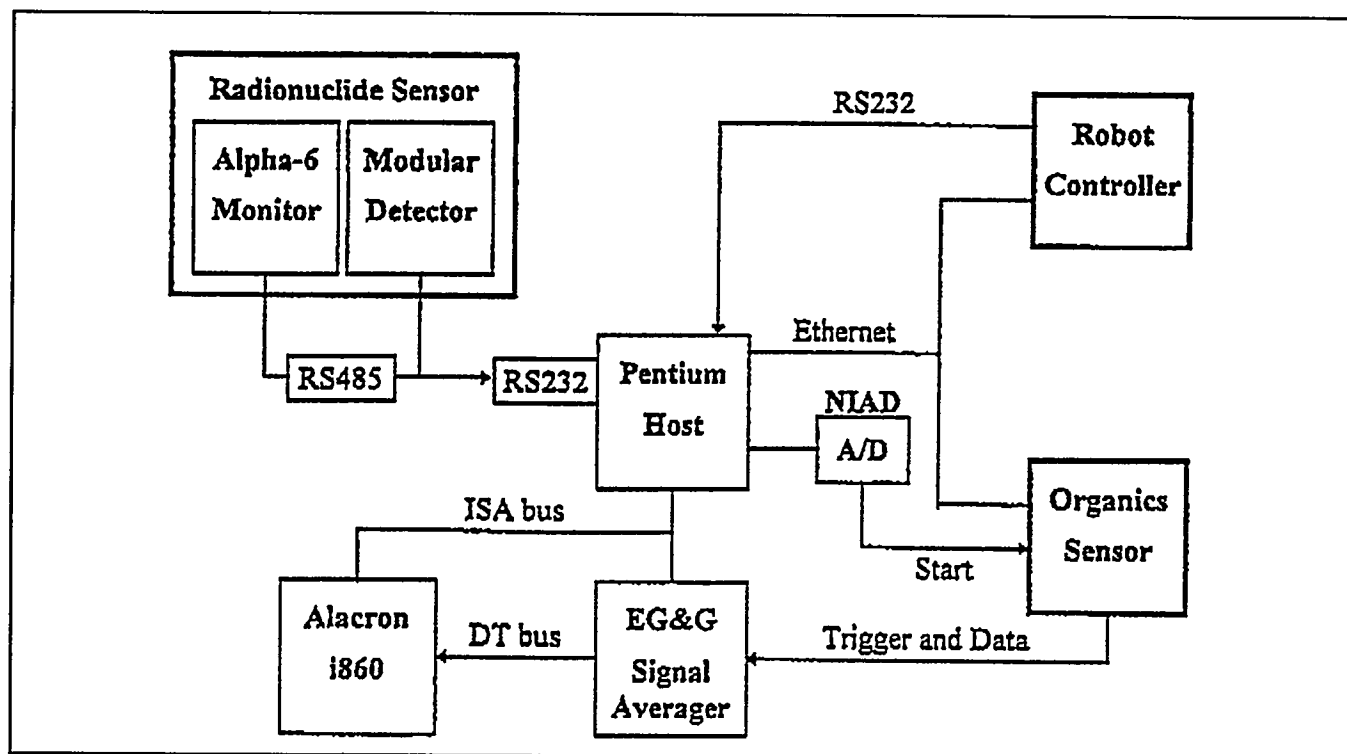 Radionuclide Sensor
Alpha-6
Monitor
Modular
Detector
RS232
Robot
Controller
RS485
RS232
Pentium
Host
Ethernet
NIAD
A/D
ISA bus
Start
Organics
Sensor
Alacron
i860
DT bus
EG&G
Signal
Averager
Trigger and Data